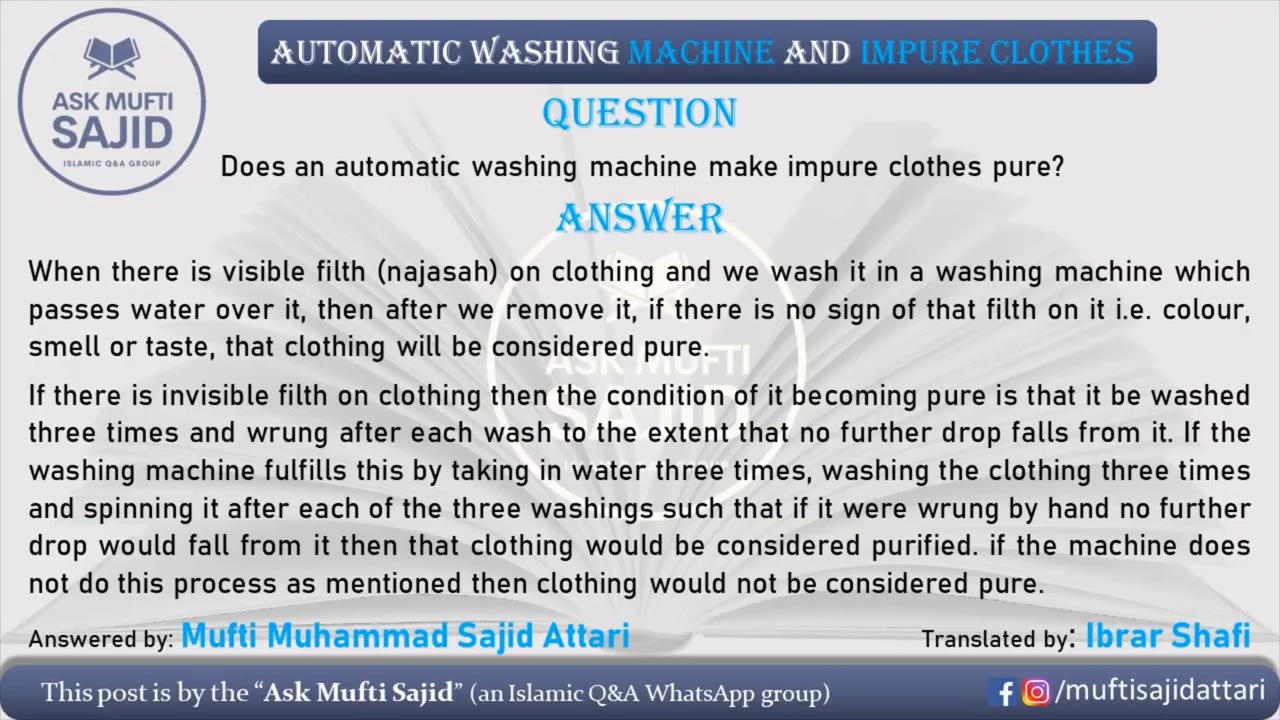 ASK MUFTI
SAJID
ISLAMIC Q&A GROUP
AUTOMATIC WASHING MACHINE AND IMPURE CLOTHES
QUESTION
Does an automatic washing machine make impure clothes pure?
ANSWER
When there is visible filth (najasah) on clothing and we wash it in a washing machine which
passes water over it, then after we remove it, if there is no sign of that filth on it i.e. colour,
smell or taste, that clothing will be considered pure.
If there is invisible filth on clothing then the condition of it becoming pure is that it be washed
three times and wrung after each wash to the extent that no further drop falls from it. If the
washing machine fulfills this by taking in water three times, washing the clothing three times
and spinning it after each of the three washings such that if it were wrung by hand no further
drop would fall from it then that clothing would be considered purified. if the machine does
not do this process as mentioned then clothing would not be considered pure.
ASK MUFTI
SAJID
Answered by: Mufti Muhammad Sajid Attari
Translated by: Ibrar Shafi
This post is by the “Ask Mufti Sajid” (an Islamic Q&A WhatsApp group)
/muftisajidattari